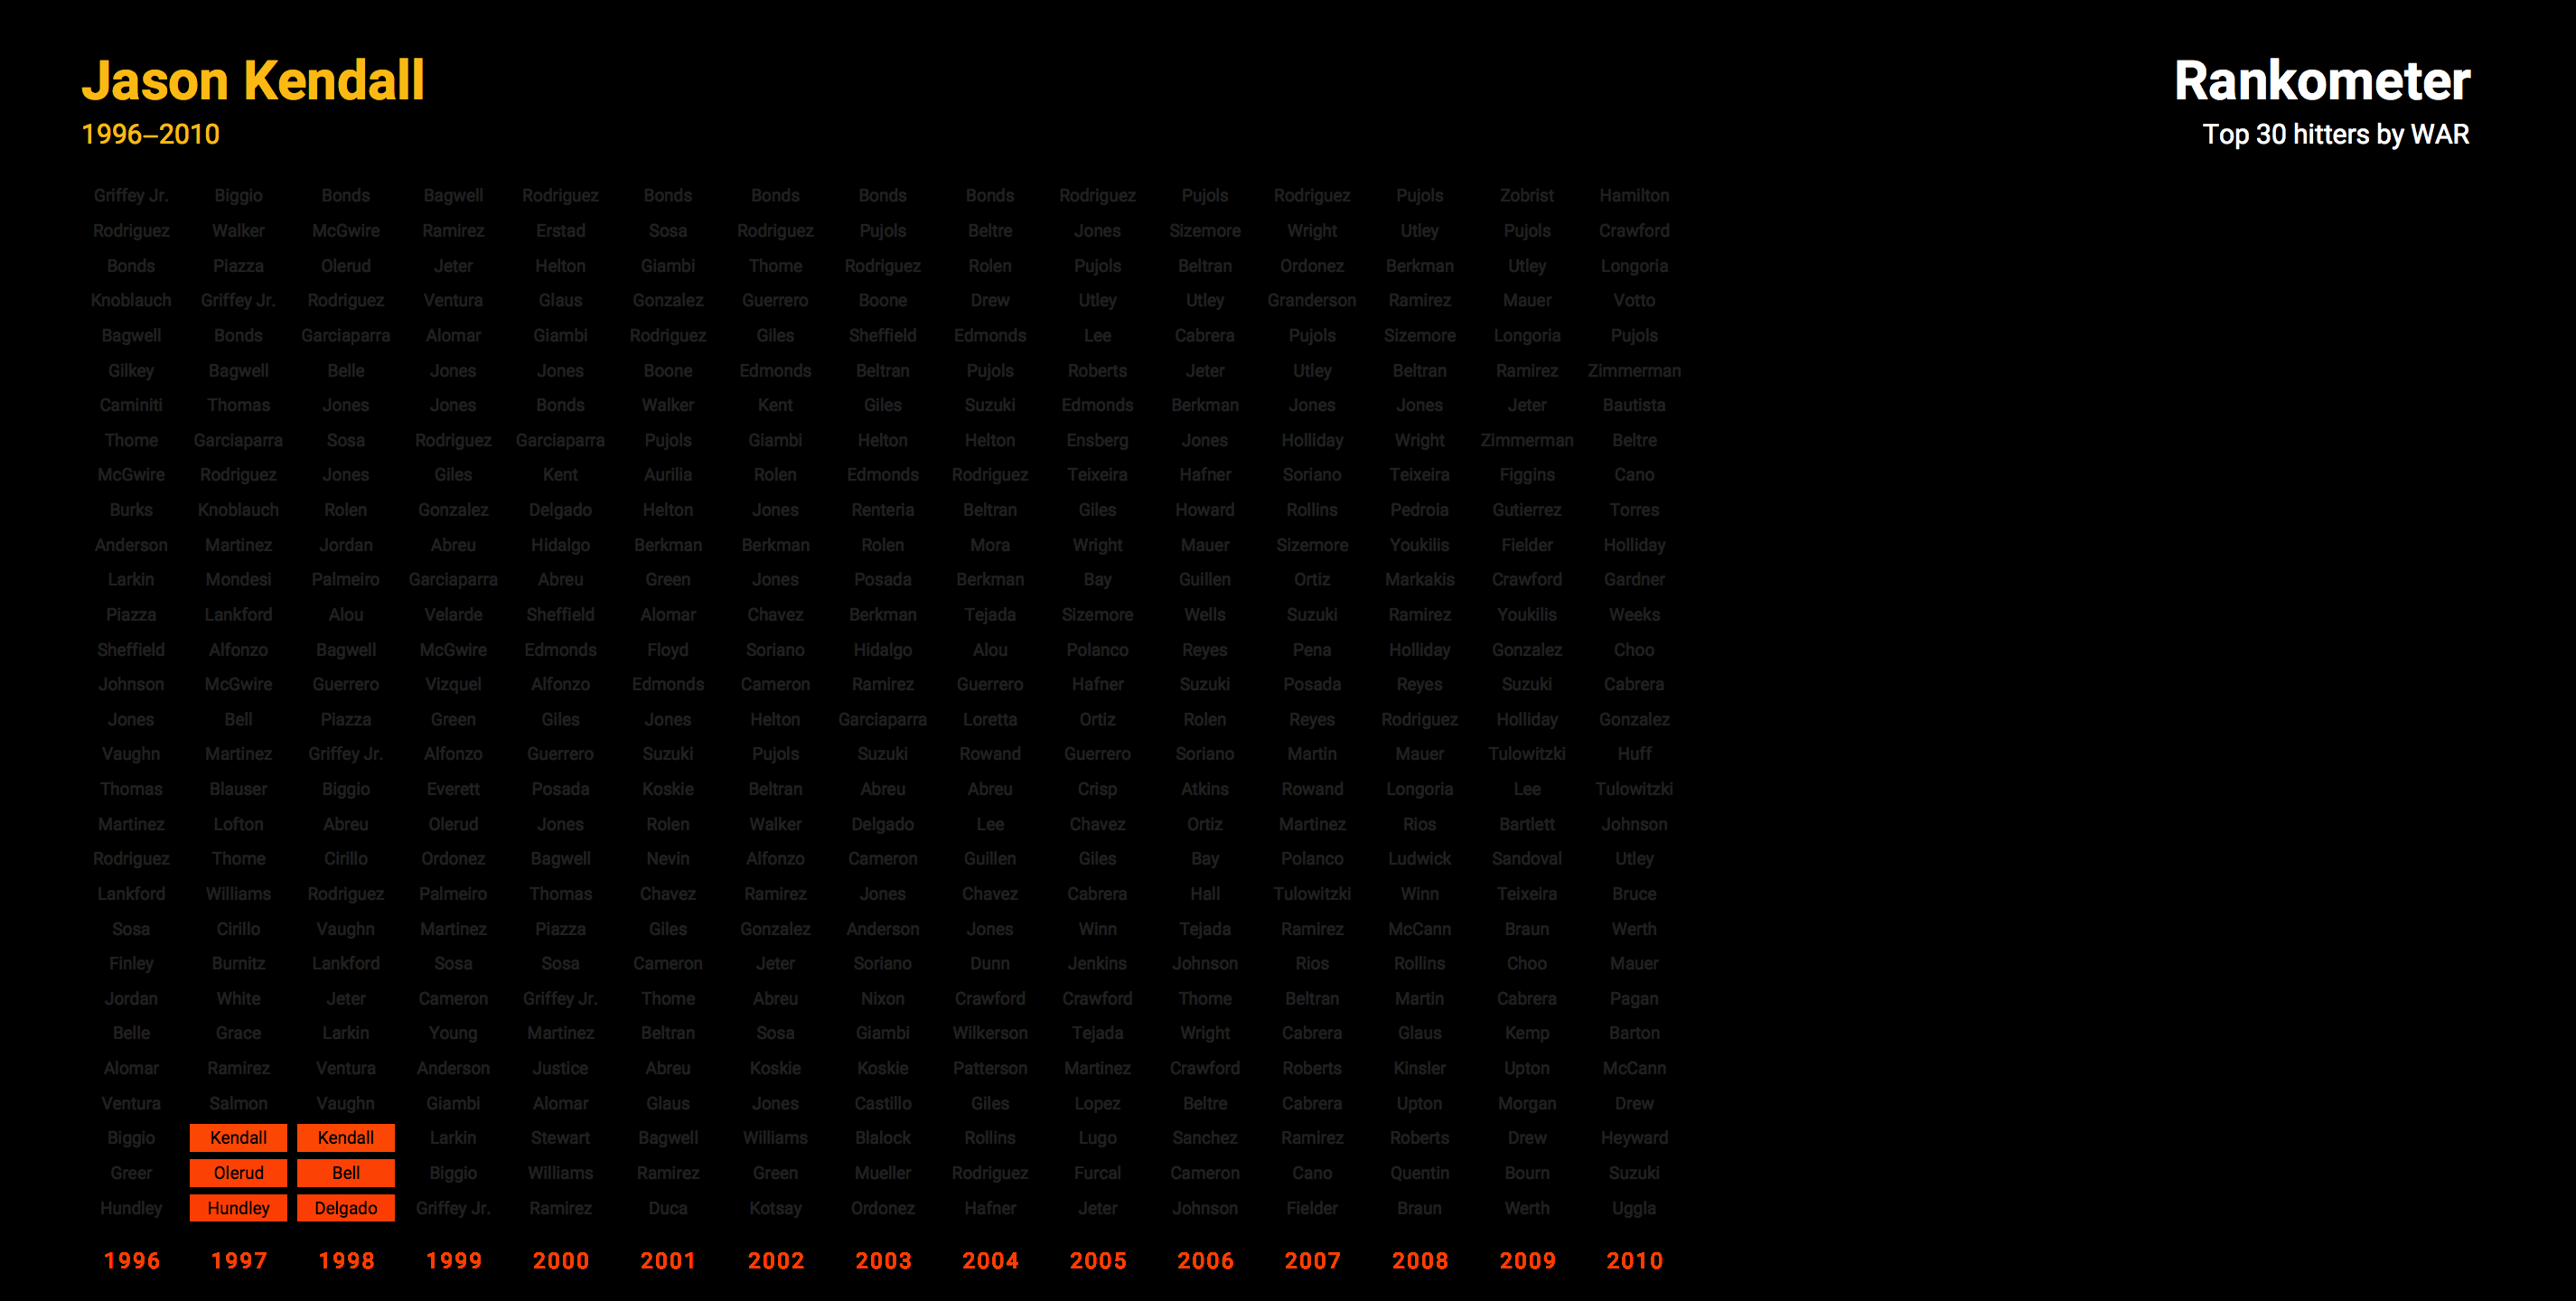 Jason Kendall
1996–2010
Rankometer
Top 30 hitters by WAR
Griffey Jr. Biggio Bonds Bagwell Rodriguez Bonds Bonds Bonds Bonds Rodriguez Pujols Rodriguez Pujols Zobrist Hamilton
Rodriguez Walker McGwire Ramirez Erstad Sosa Rodriguez Pujols Beltre Jones Sizemore Wright Utley Pujols Crawford
Bonds Piazza Olerud Jeter Helton Giambi Thome Rodriguez Rolen Pujols Beltran Ordonez Berkman Utley Longoria
Knoblauch Griffey Jr. Rodriguez Ventura Glaus Gonzalez Guerrero Boone Drew Utley Utley Granderson Ramirez Mauer Votto
Bagwell Bonds Garciaparra Alomar Giambi Rodriguez Giles Sheffield Edmonds Lee Cabrera Pujols Sizemore Longoria Pujols
Gilkey Bagwell Belle Jones Jones Boone Edmonds Beltran Pujols Roberts Jeter Utley Beltran Ramirez Zimmerman
Caminiti Thomas Jones Jones Bonds Walker Kent Giles Suzuki Edmonds Berkman Jones Jones Jeter Bautista
Thome Garciaparra Sosa Rodriguez Garciaparra Pujols Giambi Helton Helton Ensberg Jones Holliday Wright Zimmerman Beltre
McGwire Rodriguez Jones Giles Kent Aurilia Rolen Edmonds Rodriguez Teixeira Hafner Soriano Teixeira Figgins Cano
Burks Knoblauch Rolen Gonzalez Delgado Helton Jones Renteria Beltran Giles Howard Rollins Pedroia Gutierrez Torres
Anderson Martinez Jordan Abreu Hidalgo Berkman Berkman Rolen Mora Wright Mauer Sizemore Youkilis Fielder Holliday
Larkin Mondesi Palmeiro Garciaparra Abreu Green Jones Posada Berkman Bay Guillen Ortiz Markakis Crawford Gardner
Piazza Lankford Alou Velarde Sheffield Alomar Chavez Berkman Tejada Sizemore Wells Suzuki Ramirez Youkilis Weeks
Sheffield Alfonzo Bagwell McGwire Edmonds Floyd Soriano Hidalgo Alou Polanco Reyes Pena Holliday Gonzalez Choo
Johnson McGwire Guerrero Vizquel Alfonzo Edmonds Cameron Ramirez Guerrero Hafner Suzuki Posada Reyes Suzuki Cabrera
Jones Bell Piazza Green Giles Jones Helton Garciaparra Loretta Ortiz Rolen Reyes Rodriguez Holliday Gonzalez
Vaughn Martinez Griffey Jr. Alfonzo Guerrero Suzuki Pujols Suzuki Rowand Guerrero Soriano Martin Mauer Tulowitzki Huff
Thomas Blauser Biggio Everett Posada Koskie Beltran Abreu Abreu Crisp Atkins Rowand Longoria Lee Tulowitzki
Martinez Lofton Abreu Olerud Jones Rolen Walker Delgado Lee Chavez Ortiz Martinez Rios Bartlett Johnson
Rodriguez Thome Cirillo Ordonez Bagwell Nevin Alfonzo Cameron Guillen Giles Bay Polanco Ludwick Sandoval Utley
Lankford Williams Rodriguez Palmeiro Thomas Chavez Ramirez Jones Chavez Cabrera Hall Tulowitzki Winn Teixeira Bruce
Sosa Cirillo Vaughn Martinez Piazza Giles Gonzalez Anderson Jones Winn Tejada Ramirez McCann Braun Werth
Finley Burnitz Lankford Sosa Sosa Cameron Jeter Soriano Dunn Jenkins Johnson Rios Rollins Choo Mauer
Jordan White Jeter Cameron Griffey Jr. Thome Abreu Nixon Crawford Crawford Thome Beltran Martin Cabrera Pagan
Belle Grace Larkin Young Martinez Beltran Sosa Giambi Wilkerson Tejada Wright Cabrera Glaus Kemp Barton
Alomar Ramirez Ventura Anderson Justice Abreu Koskie Koskie Patterson Martinez Crawford Roberts Kinsler Upton McCann
Ventura Salmon Vaughn Giambi Alomar Glaus Jones Castillo Giles Lopez Beltre Cabrera Upton Morgan Drew
Biggio Kendall Kendall Larkin Stewart Bagwell Williams Blalock Rollins Lugo Sanchez Ramirez Roberts Drew Heyward
Greer Olerud Bell Biggio Williams Ramirez Green Mueller Rodriguez Furcal Cameron Cano Quentin Bourn Suzuki
Hundley Hundley Delgado Griffey Jr. Ramirez Duca Kotsay Ordonez Hafner Jeter Johnson Fielder Braun Werth Uggla
1996 1997 1998 1999 2000 2001 2002 2003 2004 2005 2006 2007 2008 2009 2010